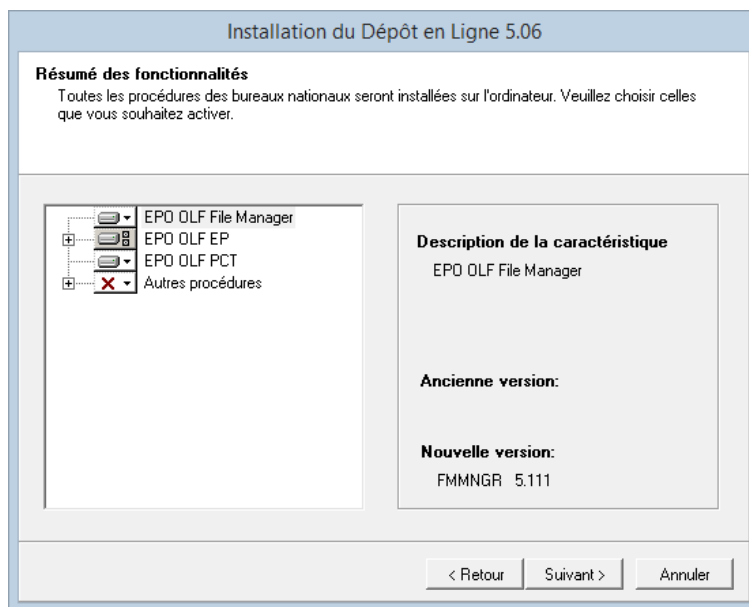 Installation du Dépôt en Ligne 5.06
Résumé des fonctionnalités
Toutes les procédures des bureaux nationaux seront installées sur l'ordinateur. Veuillez choisir celles
que vous souhaitez activer.
EPO OLF File Manager
EPO OLF EP
EPO OLF PCT
Autres procédures
Description de la caractéristique
EPO OLF File Manager
Ancienne version:
Nouvelle version:
FMMNGR 5.111
< Retour
Suivant >
Annuler